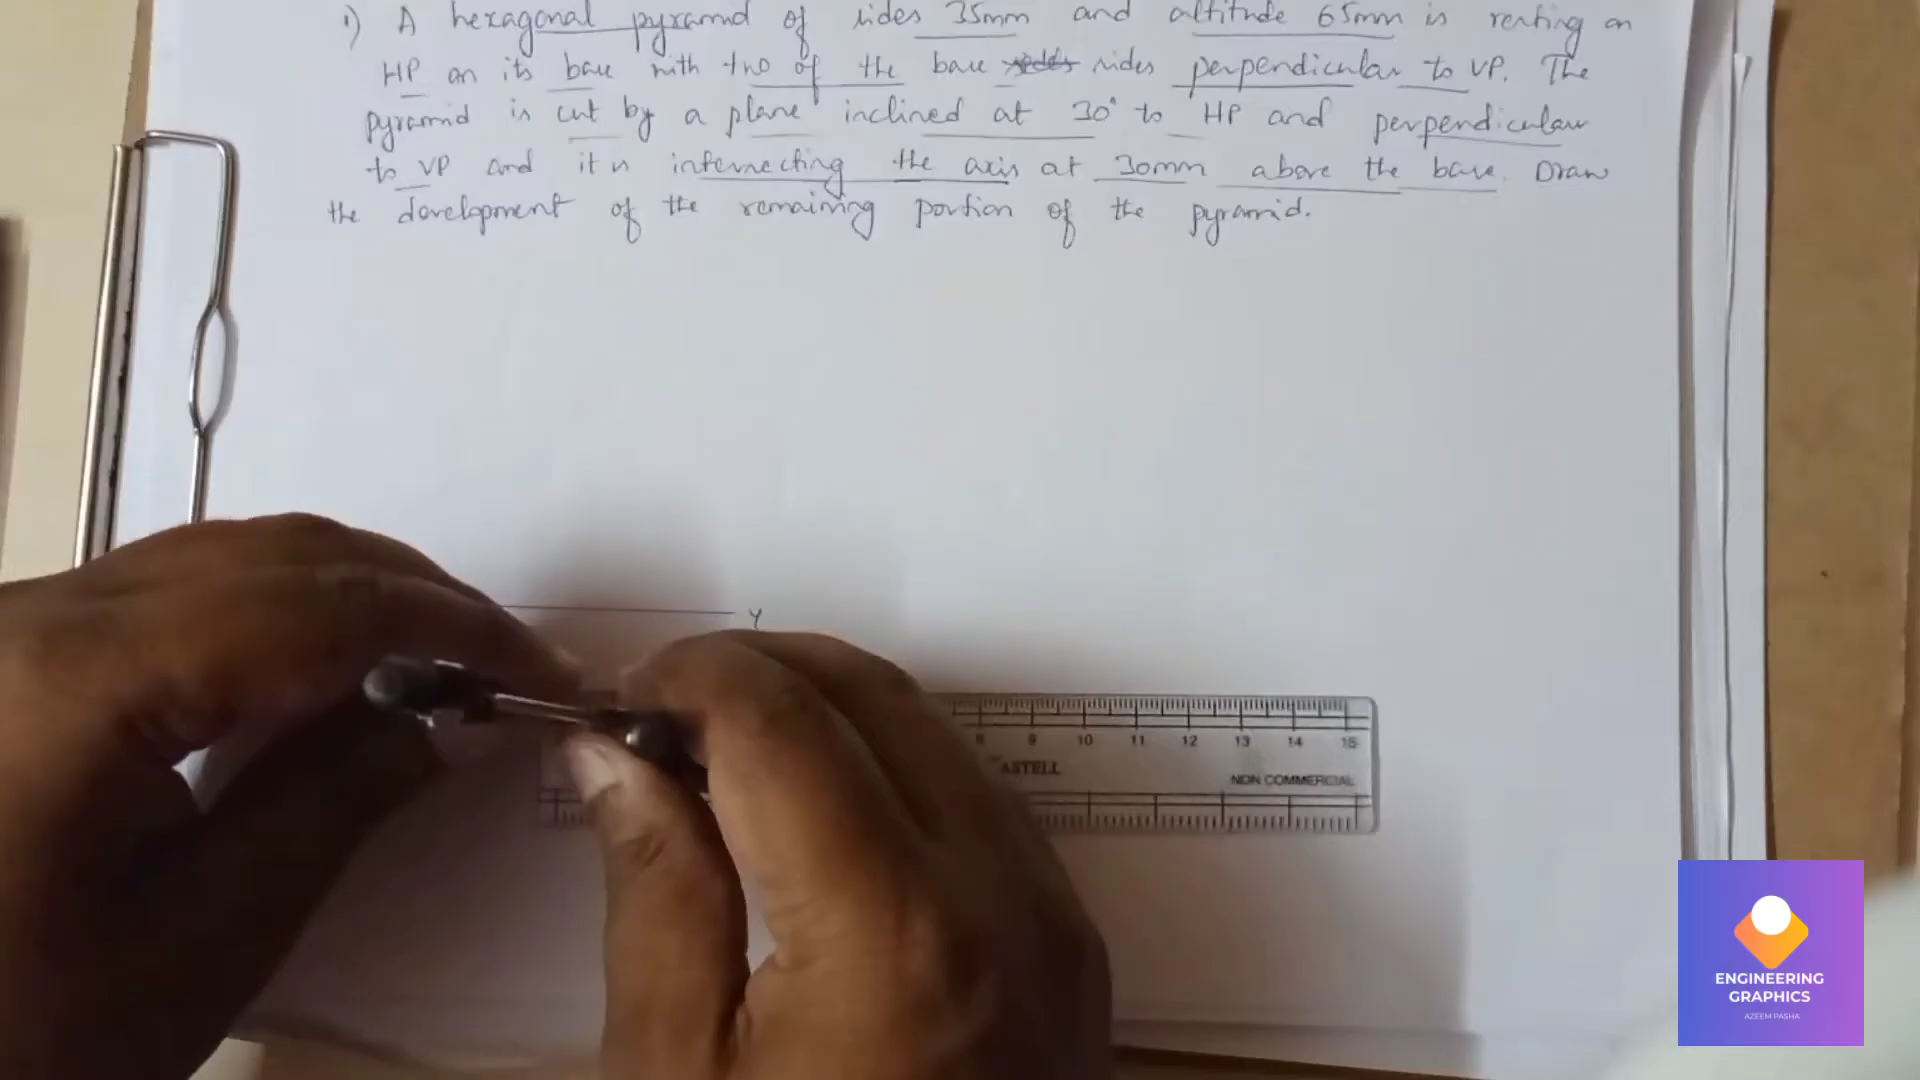 1) A hexagonal pyramid of sides 35mm and altitude 65mm is resting on
HP on its base with two of the base sides perpendicular to VP. The
pyramid is cut by a plane inclined at 30° to HP and perpendicular
to VP and it is intersecting the axis at 30mm above the base. Draw
the development of the remaining portion of the pyramid.
Y
8 9 10 11 12 13 14 15
ASTELL
NON COMMERCIAL
ENGINEERING
GRAPHICS
AZEEM PASHA